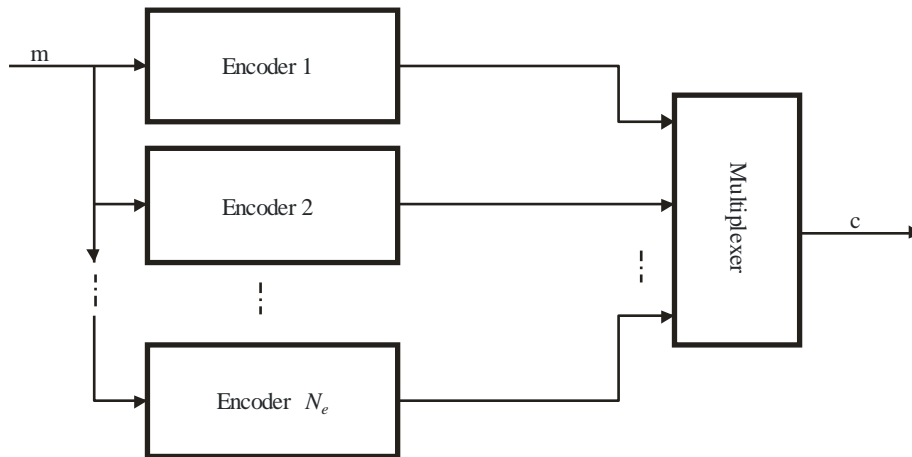 m
Encoder 1
Encoder 2
Encoder N_e
Multiplexer
c